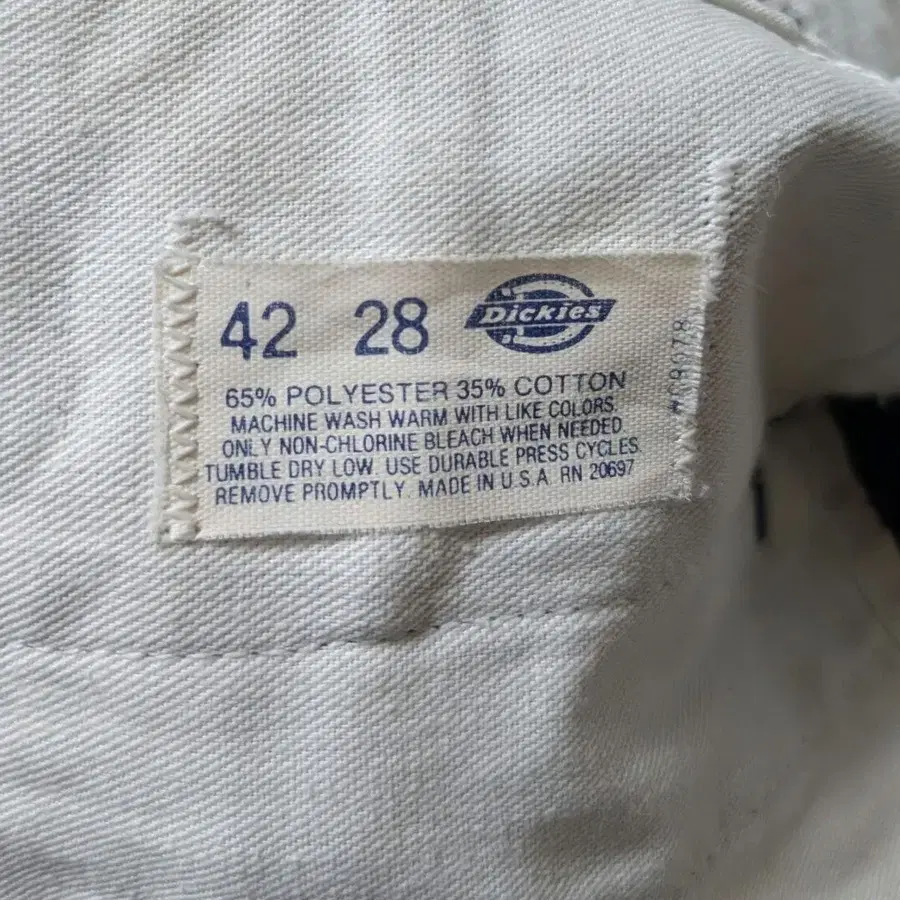 42 28 Dickies
65% POLYESTER 35% COTTON
MACHINE WASH WARM WITH LIKE COLORS.
ONLY NON-CHLORINE BLEACH WHEN NEEDED
TUMBLE DRY LOW. USE DURABLE PRESS CYCLES.
REMOVE PROMPTLY. MADE IN U.S.A. RN 20697